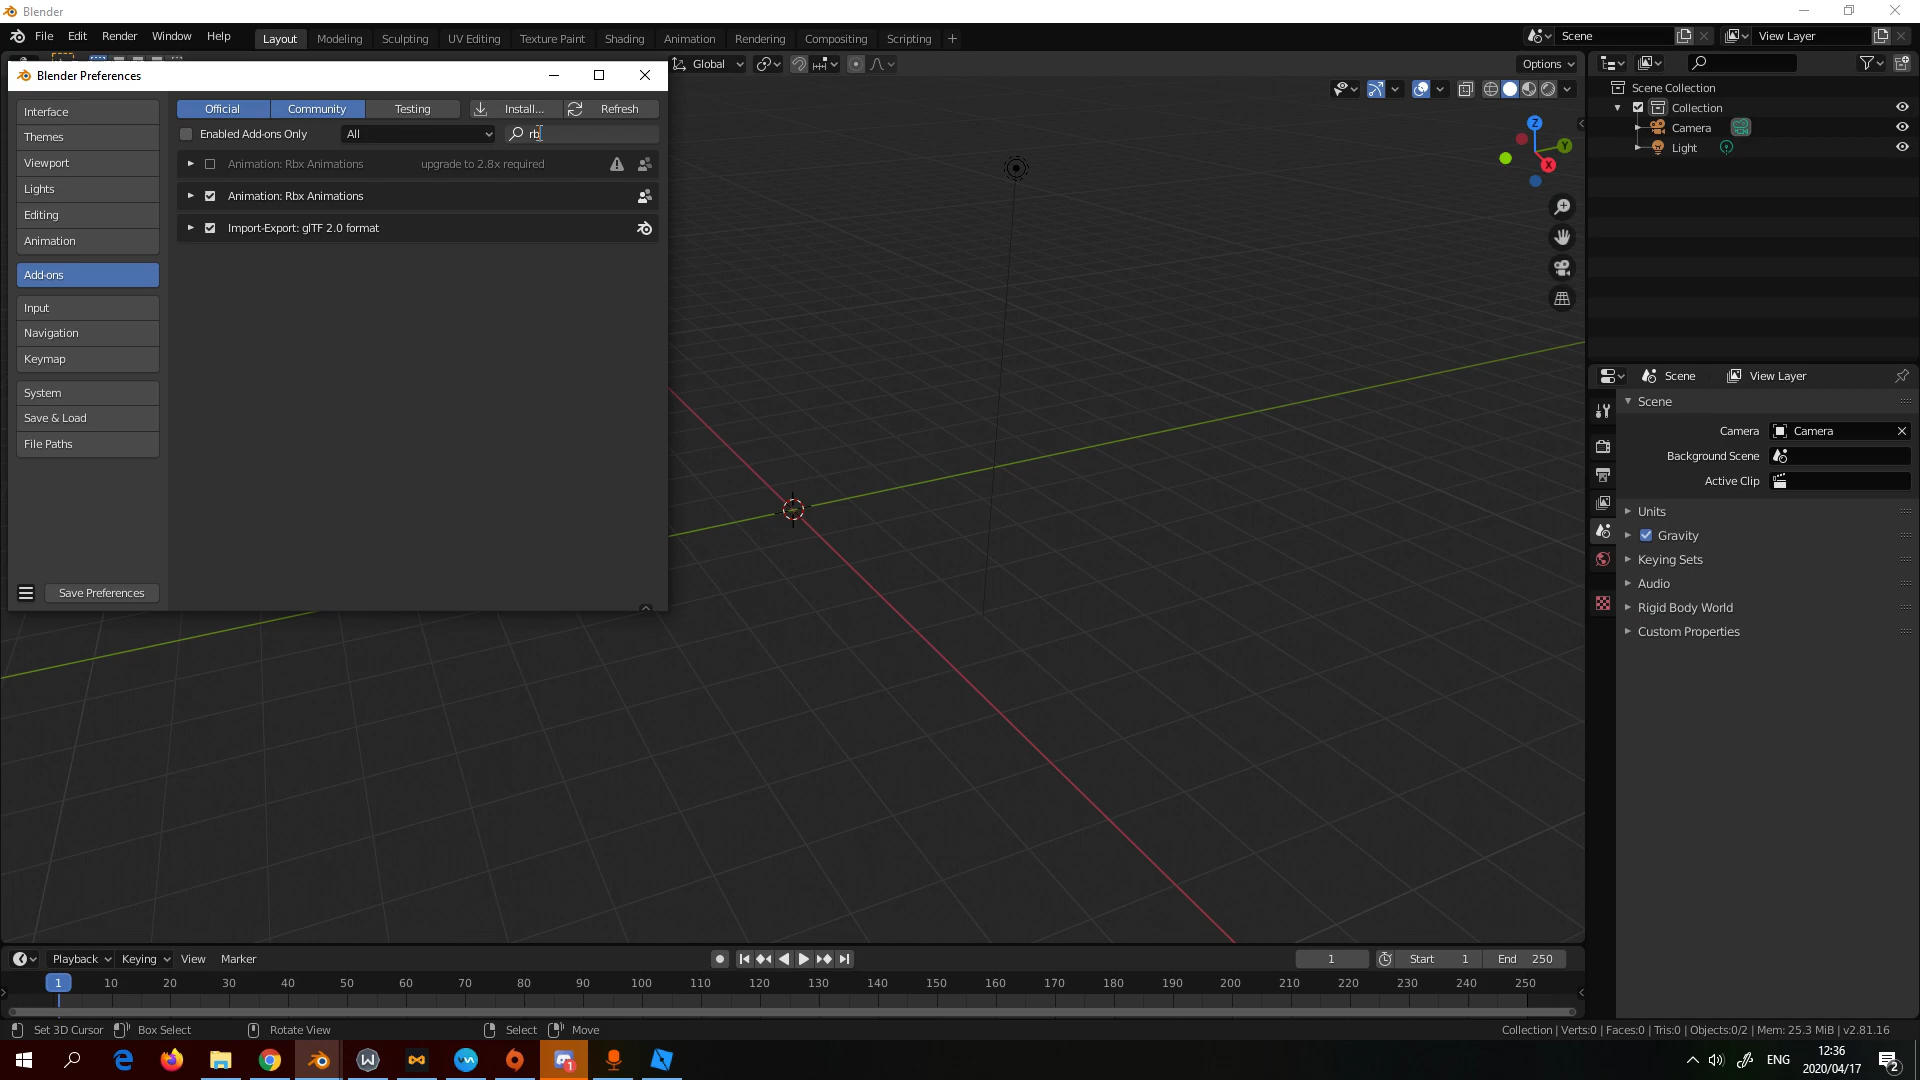 Blender
File Edit Render Window Help
Layout Modeling Sculpting UV Editing Texture Paint Shading Animation Rendering Compositing Scripting
Scene
View Layer
Blender Preferences
Global
Options
Interface
Themes
Viewport
Lights
Editing
Animation
Add-ons
Input
Navigation
Keymap
System
Save & Load
File Paths
Save Preferences
Official Community Testing Install... Refresh
Enabled Add-ons Only All rb
Animation: Rbx Animations upgrade to 2.8x required
Animation: Rbx Animations
Import-Export: glTF 2.0 format
Z
Y
X
Scene Collection
Collection
Camera
Light
Scene View Layer
Scene
Camera Camera
Background Scene
Active Clip
Units
Gravity
Keying Sets
Audio
Rigid Body World
Custom Properties
Playback Keying View Marker 1 Start 1 End 250
1 10 20 30 40 50 60 70 80 90 100 110 120 130 140 150 160 170 180 190 200 210 220 230 240 250
Set 3D Cursor Box Select Rotate View Select Move Collection | Verts:0 | Faces:0 | Tris:0 | Objects:0/2 | Mem: 25.3 MiB | v2.81.16
1
ENG
12:36
2020/04/17
2